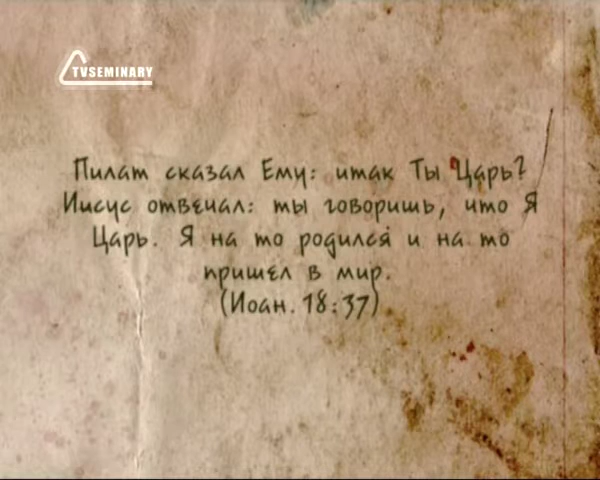 TVSEMINARY
Пилат сказал Ему: итак Ты Царь?
Иисус отвечал: ты говоришь, что Я
Царь. Я на то родился и на то
пришел в мир.
(Иоан. 18:37)